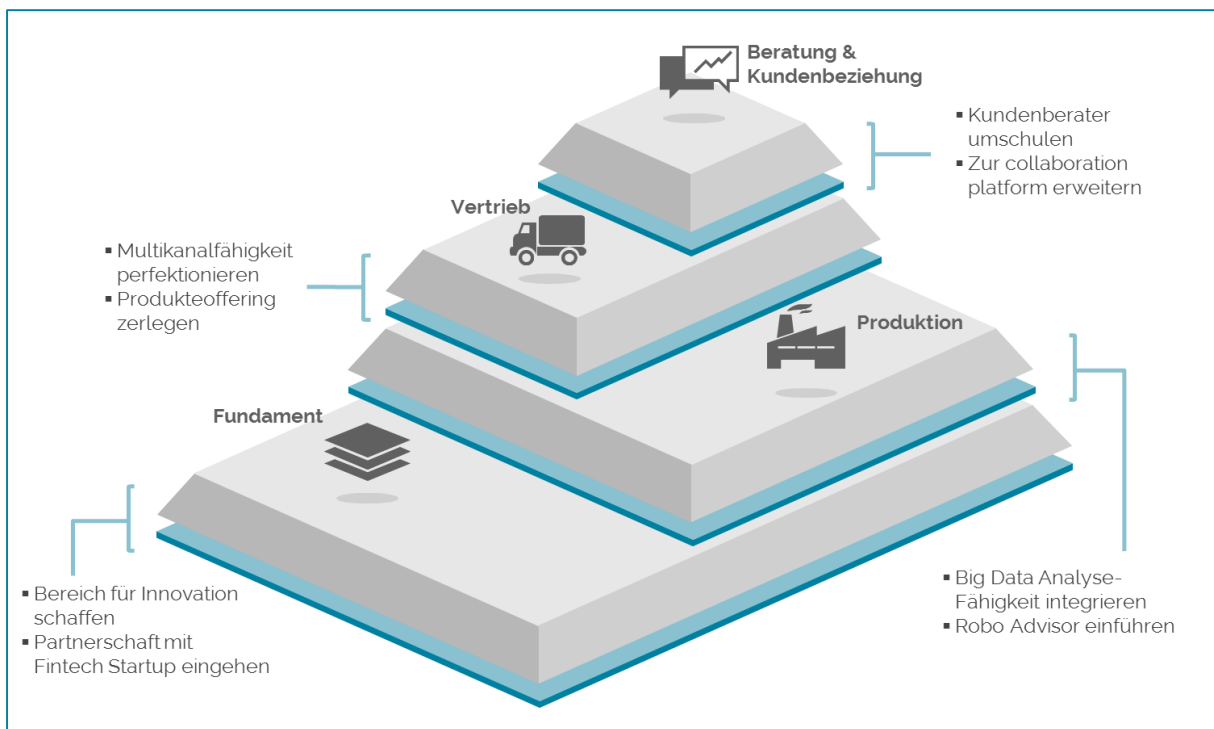 Beratung &
Kundenbeziehung
▪ Kundenberater
umschulen
▪ Zur collaboration
platform erweitern
Vertrieb
▪ Multikanalfähigkeit
perfektionieren
▪ Produkteoffering
zerlegen
Produktion
▪ Big Data Analyse-
Fähigkeit integrieren
▪ Robo Advisor einführen
Fundament
▪ Bereich für Innovation
schaffen
▪ Partnerschaft mit
Fintech Startup eingehen